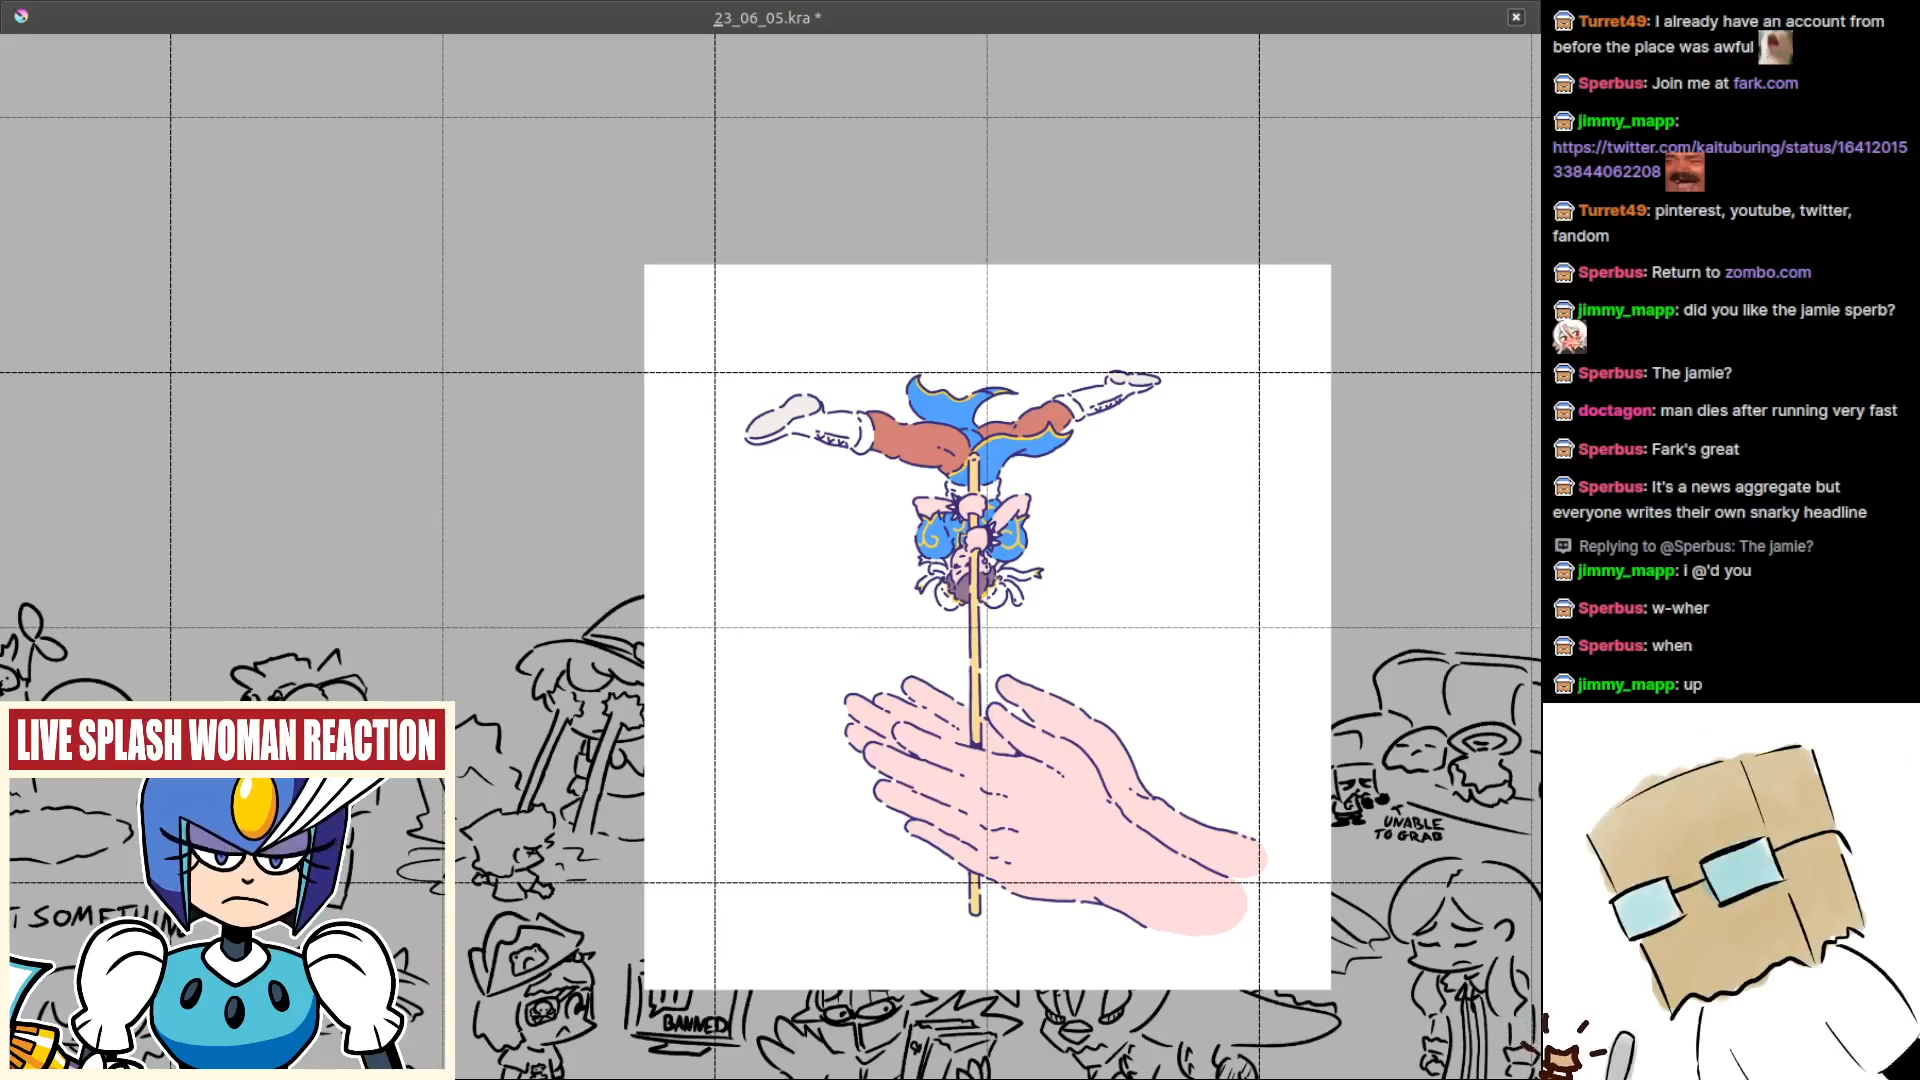 23_06_05.kra *
Turret49: I already have an account from
before the place was awful
Sperbus: Join me at fark.com
jimmy_mapp:
https://twitter.com/kaituburing/status/16412015
33844062208
Turret49: pinterest, youtube, twitter,
fandom
Sperbus: Return to zombo.com
jimmy_mapp: did you like the jamie sperb?
Sperbus: The jamie?
doctagon: man dies after running very fast
Sperbus: Fark's great
Sperbus: It's a news aggregate but
everyone writes their own snarky headline
Replying to @Sperbus: The jamie?
jimmy_mapp: i @'d you
Sperbus: w-wher
Sperbus: when
jimmy_mapp: up
LIVE SPLASH WOMAN REACTION
T SOMETHIN
UNABLE
TO GRAB
BANNED